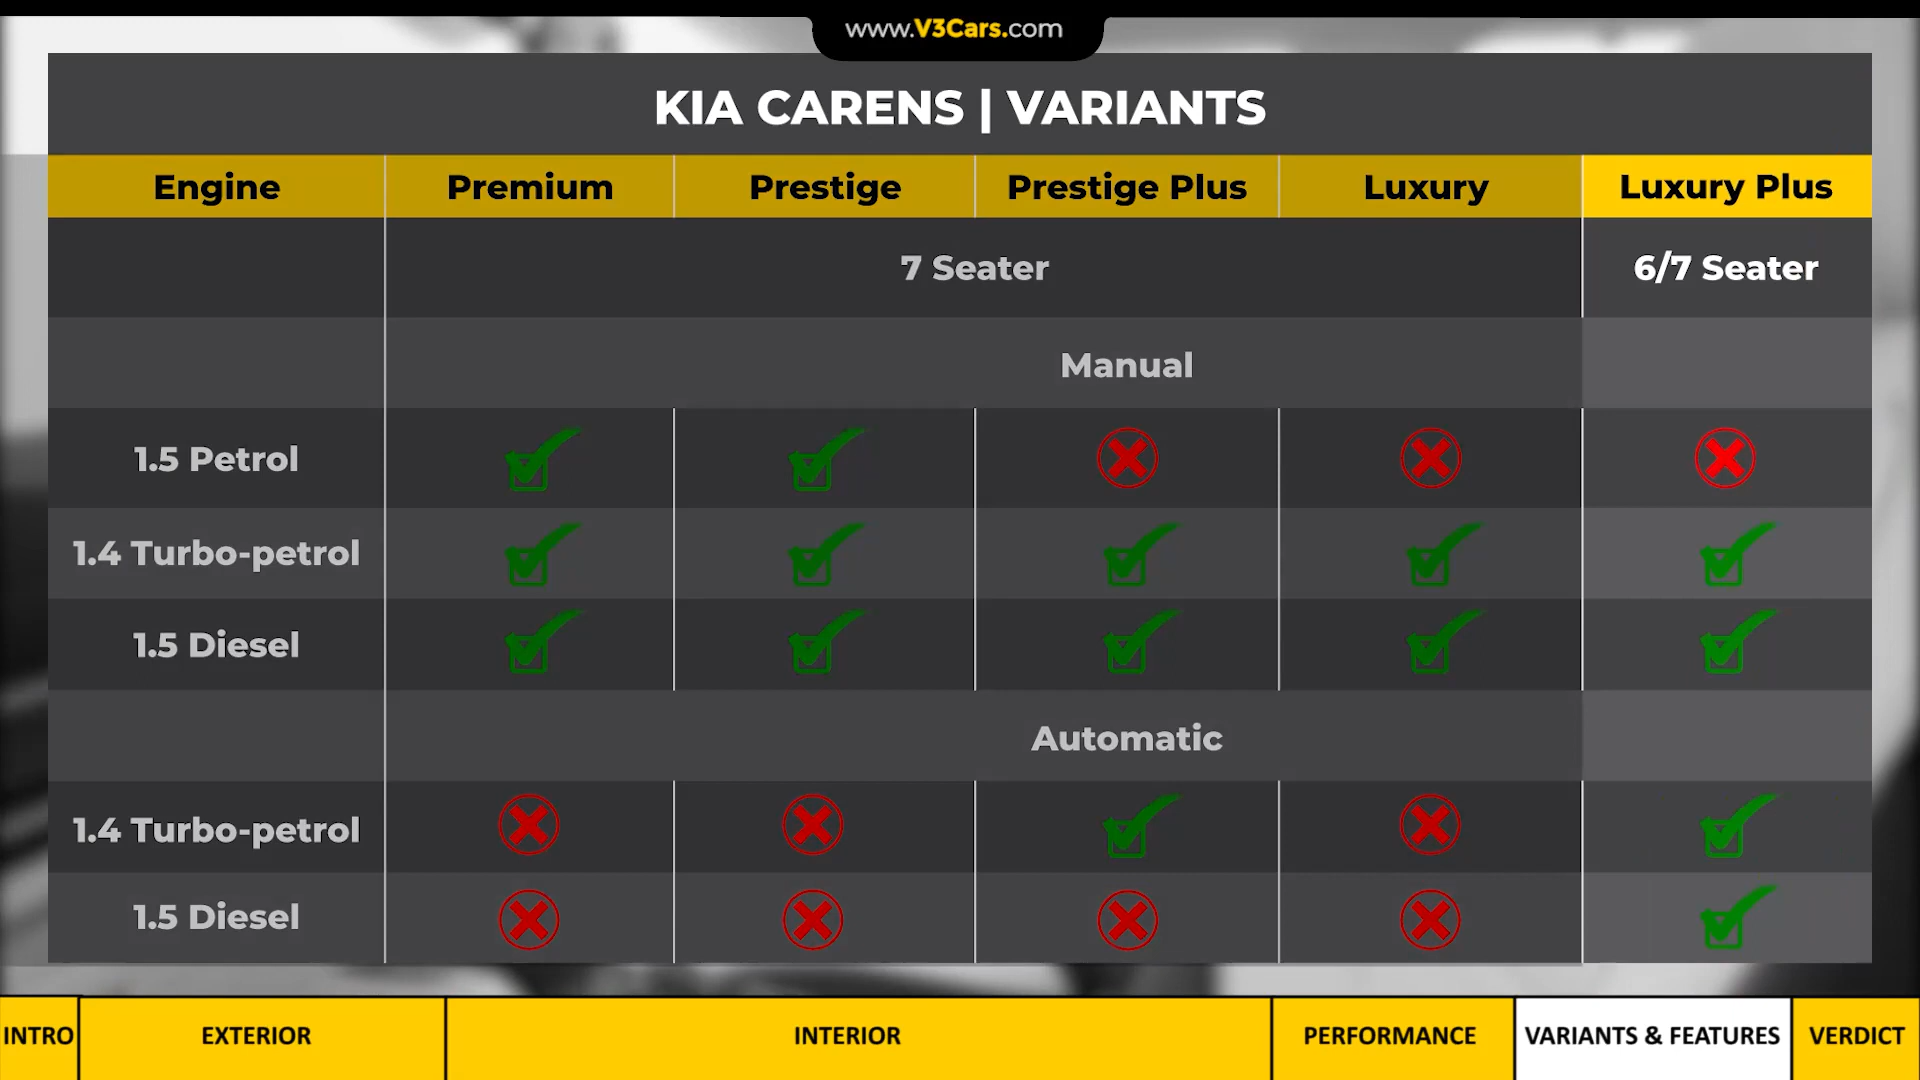 www.V3Cars.com
KIA CARENS | VARIANTS
Engine Premium Prestige Prestige Plus Luxury Luxury Plus
7 Seater 6/7 Seater
Manual
1.5 Petrol
1.4 Turbo-petrol
1.5 Diesel
Automatic
1.4 Turbo-petrol
1.5 Diesel
INTRO EXTERIOR INTERIOR PERFORMANCE VARIANTS & FEATURES VERDICT